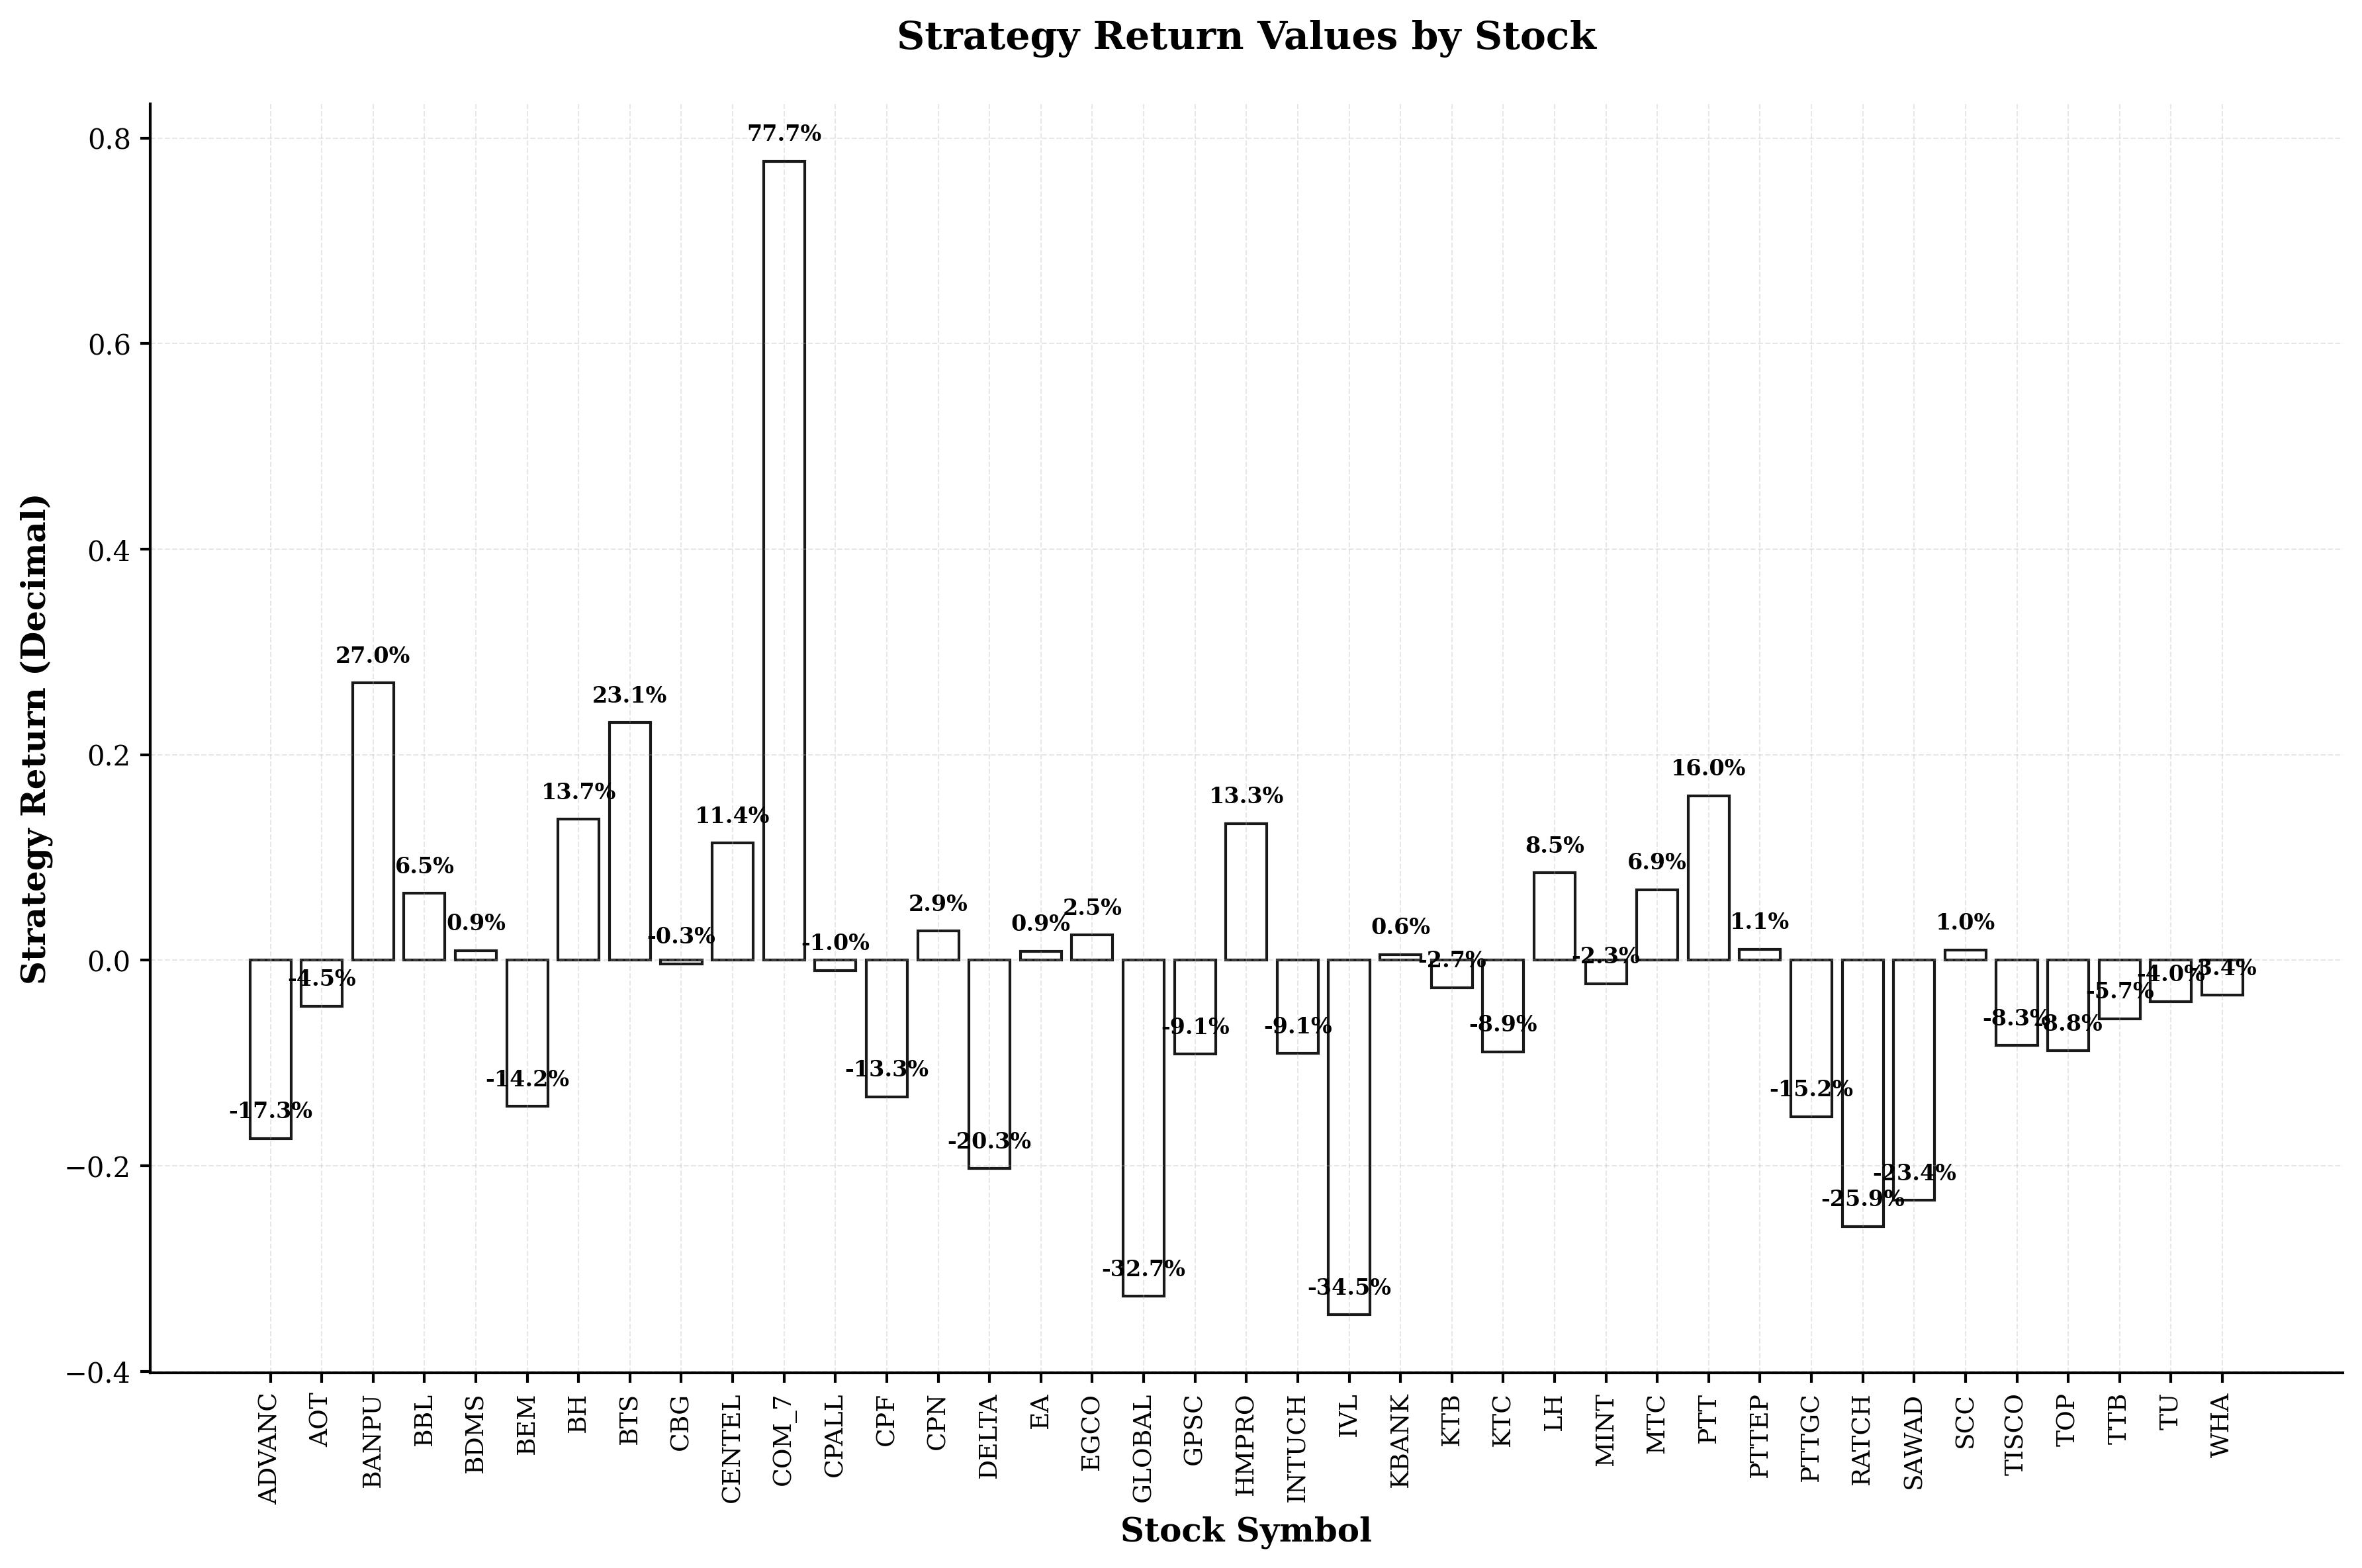 Strategy Return Values by Stock
Strategy Return (Decimal)
0.8
0.6
0.4
0.2
0.0
−0.2
−0.4
-17.3%
-4.5%
27.0%
6.5%
0.9%
-14.2%
13.7%
23.1%
-0.3%
11.4%
77.7%
-1.0%
-13.3%
2.9%
-20.3%
0.9%
2.5%
-32.7%
-9.1%
13.3%
-9.1%
-34.5%
0.6%
-2.7%
-8.9%
8.5%
-2.3%
6.9%
16.0%
1.1%
-15.2%
-25.9%
-23.4%
1.0%
-8.3%
-8.8%
-5.7%
-4.0%
-3.4%
ADVANC
AOT
BANPU
BBL
BDMS
BEM
BH
BTS
CBG
CENTEL
COM_7
CPALL
CPF
CPN
DELTA
EA
EGCO
GLOBAL
GPSC
HMPRO
INTUCH
IVL
KBANK
KTB
KTC
LH
MINT
MTC
PTT
PTTEP
PTTGC
RATCH
SAWAD
SCC
TISCO
TOP
TTB
TU
WHA
Stock Symbol